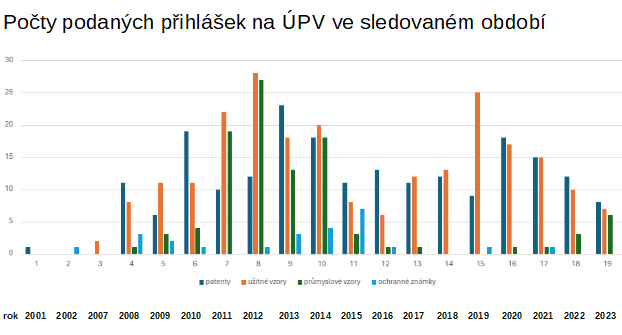 Počty podaných přihlášek na ÚPV ve sledovaném období
30
25
20
15
10
5
0
1 2 3 4 5 6 7 8 9 10 11 12 13 14 15 16 17 18 19
patenty užitné vzory průmyslové vzory ochranné známky
rok 2001 2002 2007 2008 2009 2010 2011 2012 2013 2014 2015 2016 2017 2018 2019 2020 2021 2022 2023